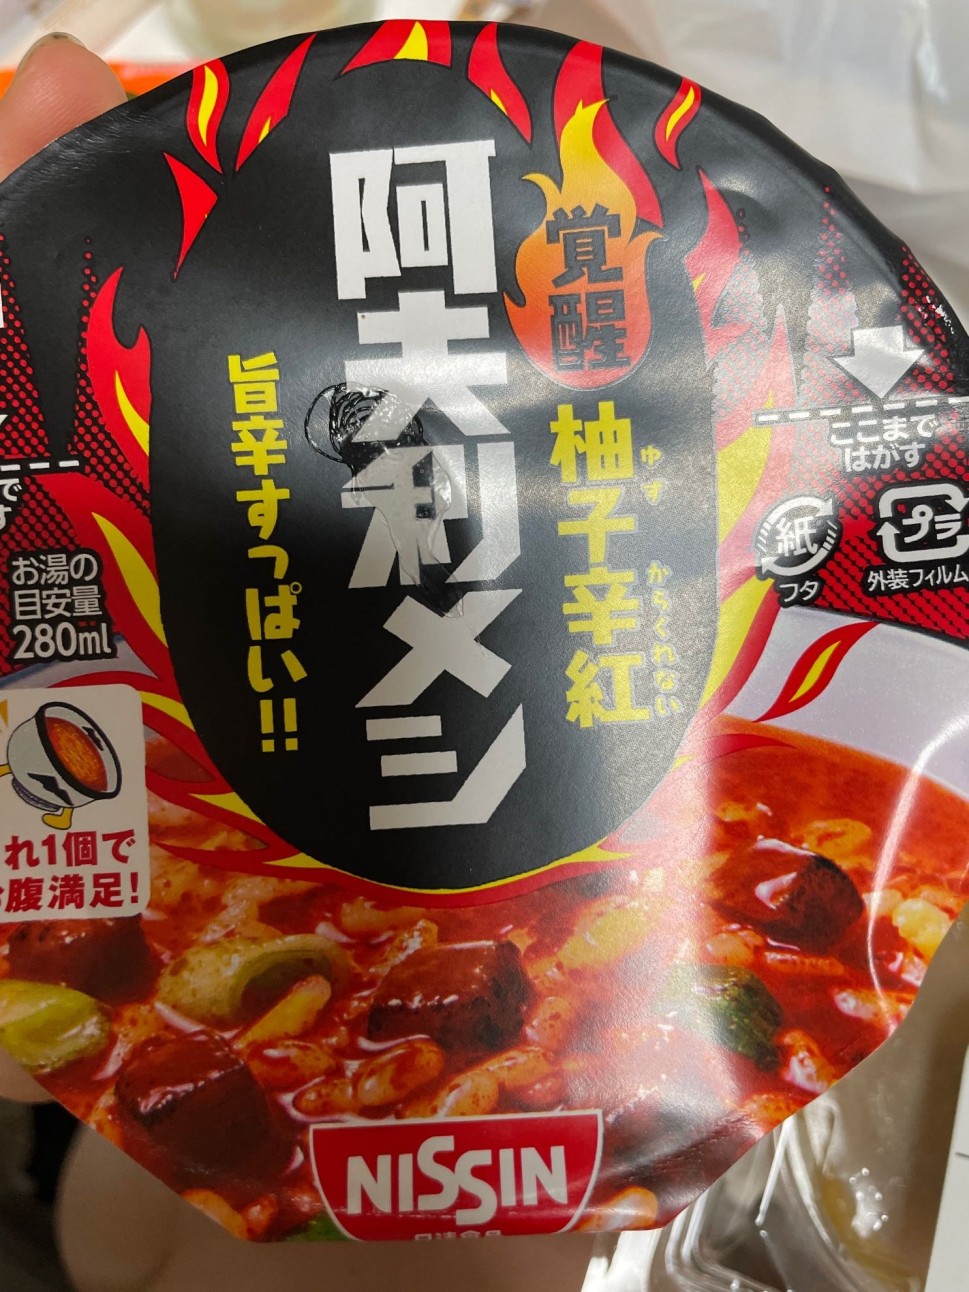 覚醒
柚子辛紅
ゆず からくれない
阿夫利メシ
旨辛すっぱい!!
ここまで
はがす
紙
フタ
プラ
外装フィルム
で
す
お湯の
目安量
280ml
れ1個で
腹満足!
NISSIN